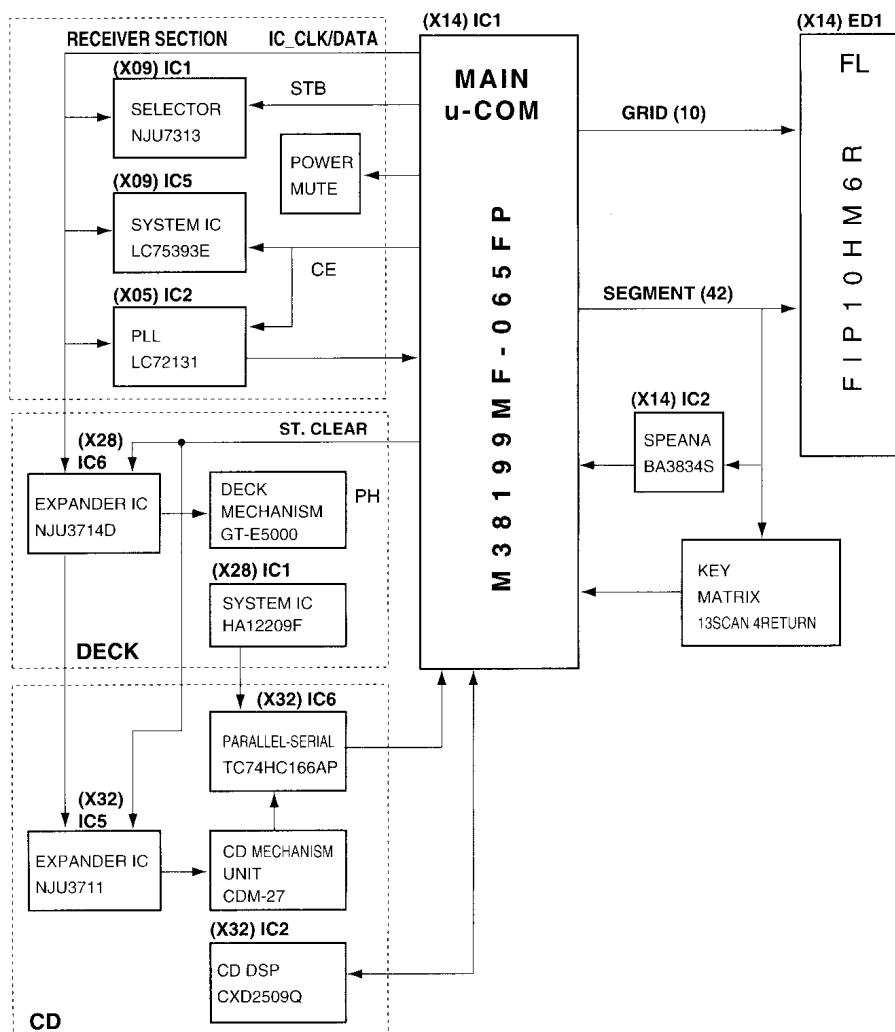 (X14) IC1
(X14) ED1
RECEIVER SECTION
IC_CLK/DATA
(X09) IC1
SELECTOR
NJU7313
STB
POWER
MUTE
(X09) IC5
SYSTEM IC
LC75393E
CE
(X05) IC2
PLL
LC72131
MAIN
u-COM
M38199MF-065FP
GRID (10)
SEGMENT (42)
FL
FIP10HM6R
(X14) IC2
SPEANA
BA3834S
KEY
MATRIX
13SCAN 4RETURN
ST. CLEAR
(X28)
IC6
EXPANDER IC
NJU3714D
DECK
MECHANISM
GT-E5000
PH
(X28) IC1
SYSTEM IC
HA12209F
DECK
(X32) IC6
PARALLEL-SERIAL
TC74HC166AP
(X32)
IC5
EXPANDER IC
NJU3711
CD MECHANISM
UNIT
CDM-27
(X32) IC2
CD DSP
CXD2509Q
CD